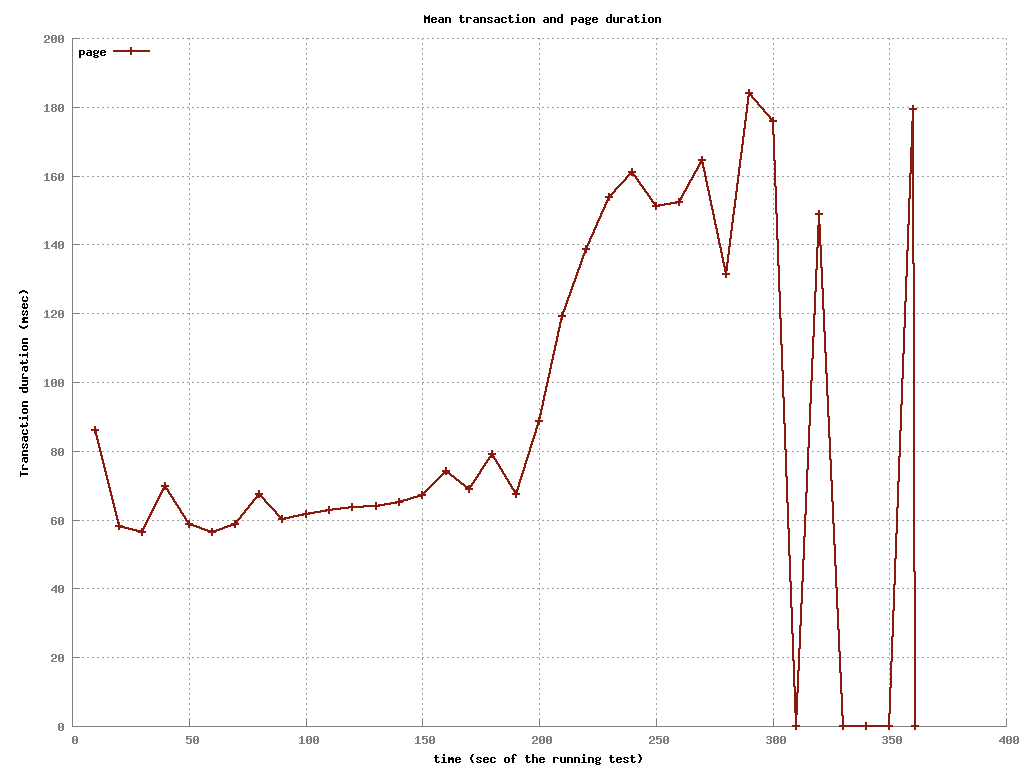 Mean transaction and page duration
page
200
180
160
140
120
100
80
60
40
20
0
Transaction duration (msec)
0 50 100 150 200 250 300 350 400
time (sec of the running test)